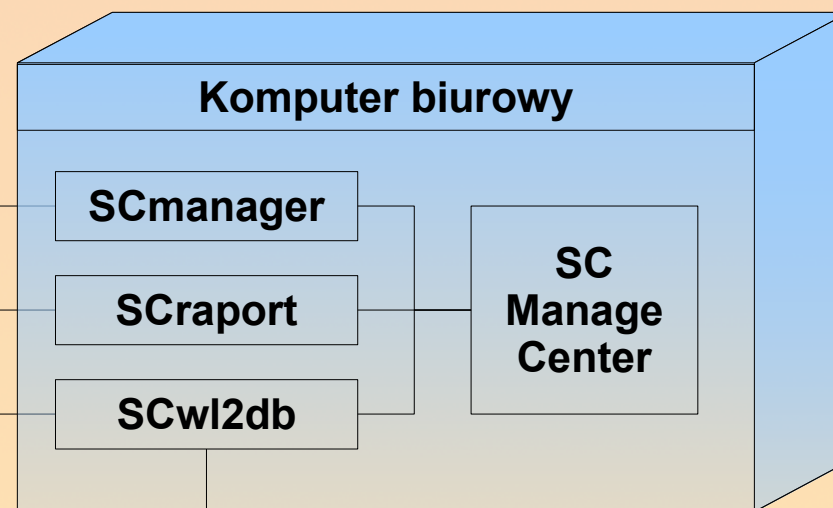 Komputer biurowy
SCmanager
SCraport
SCwl2db
SC
Manage
Center